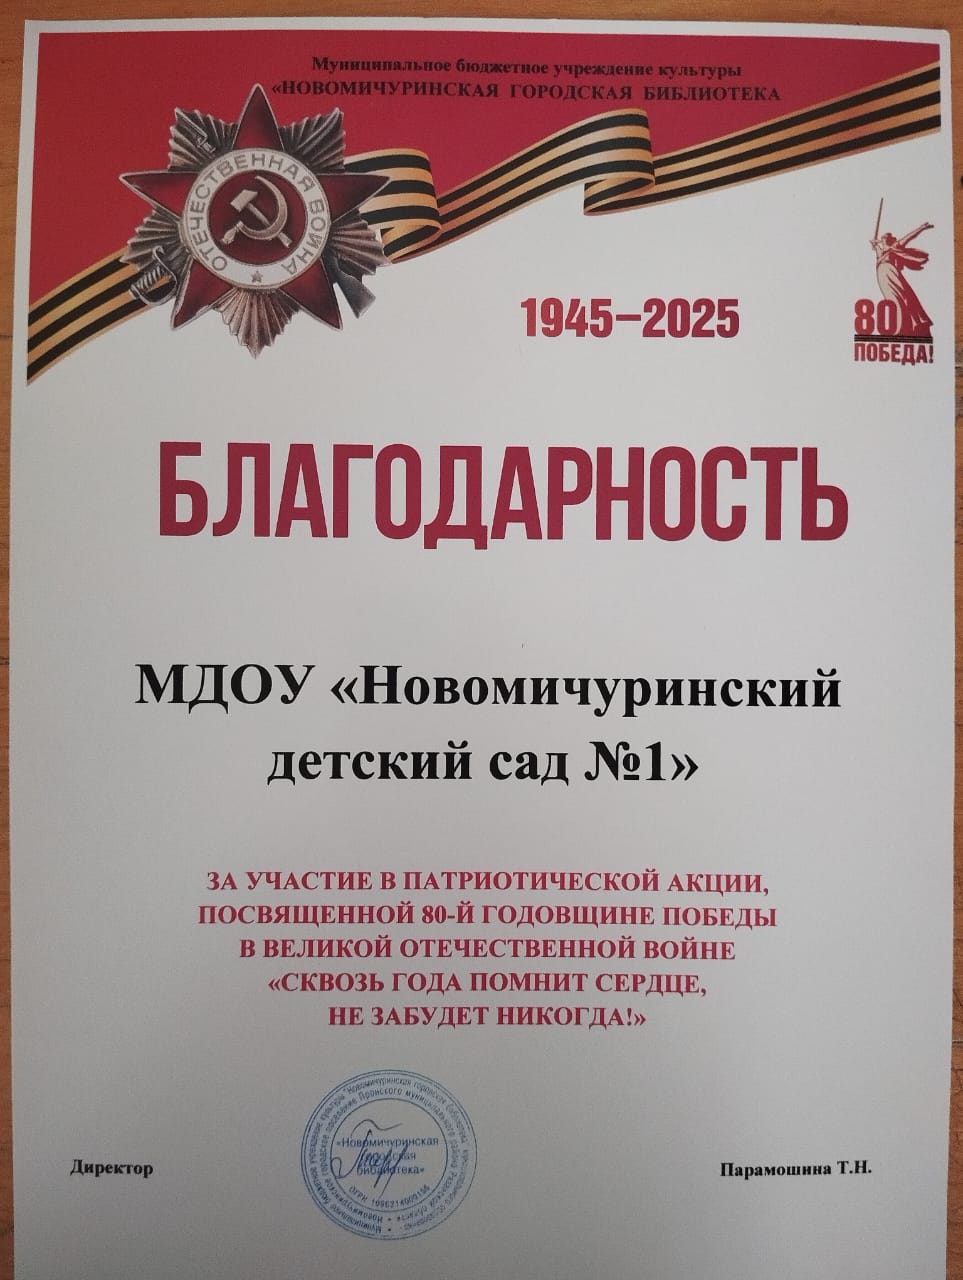 Муниципальное бюджетное учреждение культуры
«НОВОМИЧУРИНСКАЯ ГОРОДСКАЯ БИБЛИОТЕКА
ОТЕЧЕСТВЕННАЯ ВОЙНА
1945–2025
80
ПОБЕДА!
БЛАГОДАРНОСТЬ
МДОУ «Новомичуринский
детский сад №1»
ЗА УЧАСТИЕ В ПАТРИОТИЧЕСКОЙ АКЦИИ,
ПОСВЯЩЕННОЙ 80-Й ГОДОВЩИНЕ ПОБЕДЫ
В ВЕЛИКОЙ ОТЕЧЕСТВЕННОЙ ВОЙНЕ
«СКВОЗЬ ГОДА ПОМНИТ СЕРДЦЕ,
НЕ ЗАБУДЕТ НИКОГДА!»
Директор
«Новомичуринская
городская
библиотека»
Парамошина Т.Н.